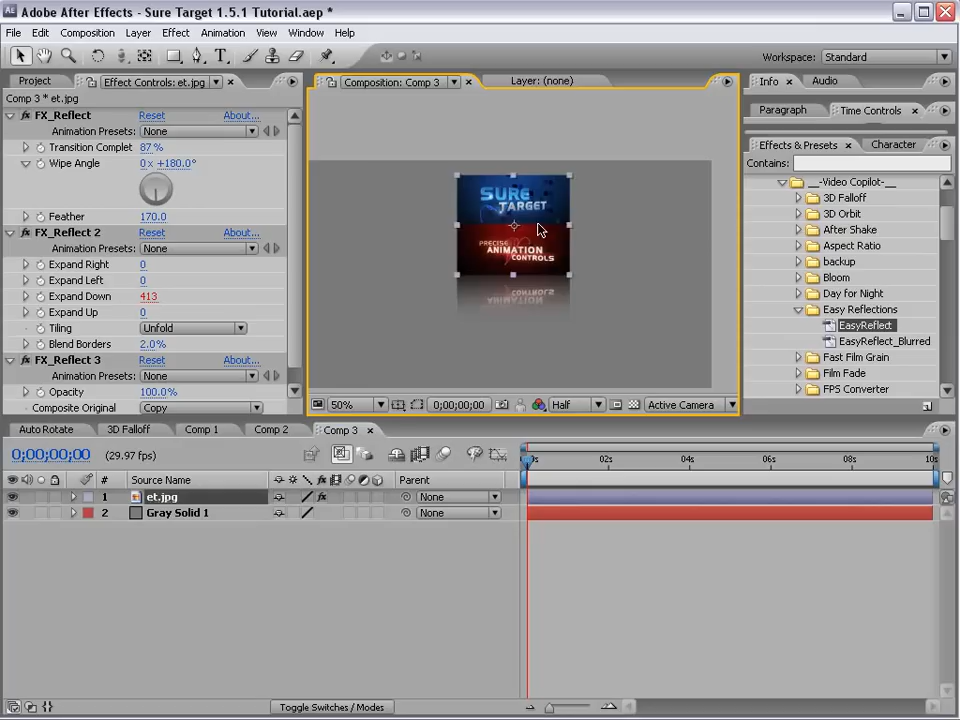 Adobe After Effects - Sure Target 1.5.1 Tutorial.aep *
File Edit Composition Layer Effect Animation View Window Help
Workspace: Standard
Project Effect Controls: et.jpg
Composition: Comp 3 Layer: (none)
Info Audio
Comp 3 * et.jpg
FX_Reflect Reset About...
Animation Presets: None
Transition Complet 87 %
Wipe Angle 0 x +180.0°
Feather 170.0
FX_Reflect 2 Reset About...
Animation Presets: None
Expand Right 0
Expand Left 0
Expand Down 413
Expand Up 0
Tiling Unfold
Blend Borders 2.0%
FX_Reflect 3 Reset About...
Animation Presets: None
Opacity 100.0%
Composite Original Copy
SURE
TARGET
PRECISE
ANIMATION
CONTROLS
50% 0;00;00;00 Half Active Camera
Paragraph Time Controls
Effects & Presets Character
Contains:
__-Video Copilot-__
3D Falloff
3D Orbit
After Shake
Aspect Ratio
backup
Bloom
Day for Night
Easy Reflections
EasyReflect
EasyReflect_Blurred
Fast Film Grain
Film Fade
FPS Converter
Auto Rotate 3D Falloff Comp 1 Comp 2 Comp 3
0;00;00;00 (29.97 fps)
02s 04s 06s 08s 10s
# Source Name Parent
1 et.jpg None
2 Gray Solid 1 None
Toggle Switches / Modes